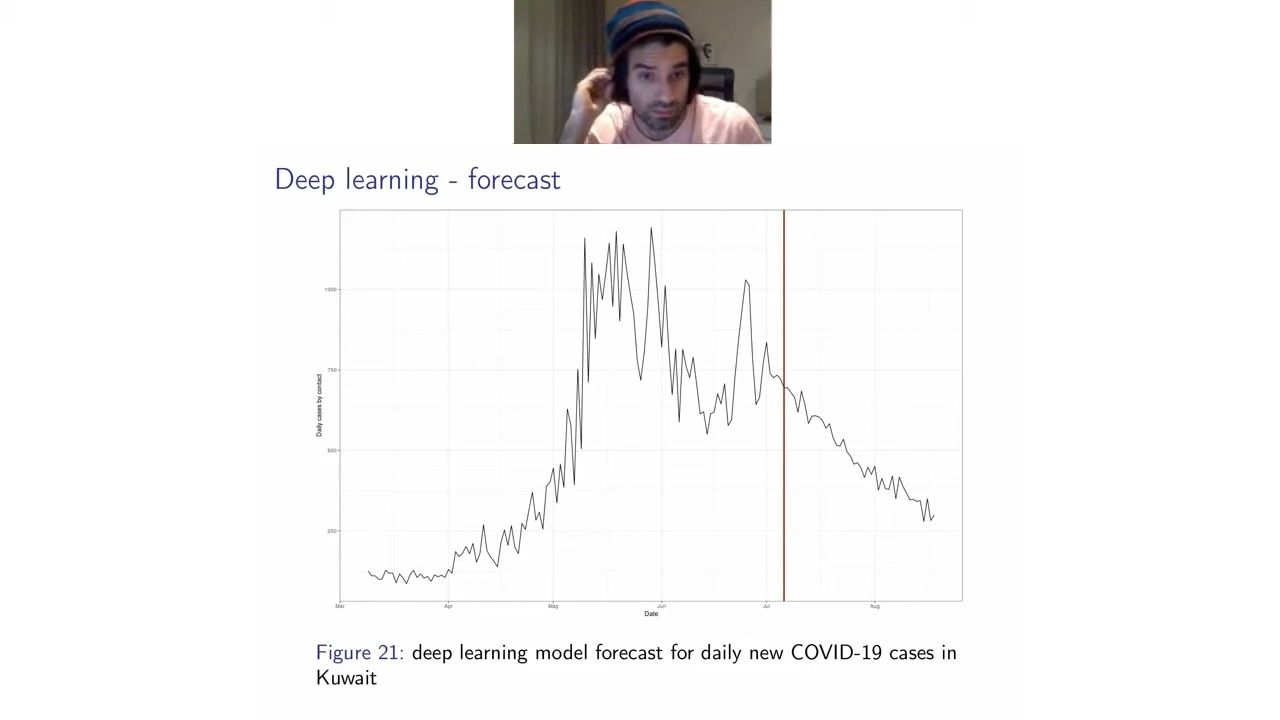 Deep learning - forecast
1000
750
500
250
Daily cases by contact
Mar Apr May Jun Jul Aug
Date
Figure 21: deep learning model forecast for daily new COVID-19 cases in
Kuwait